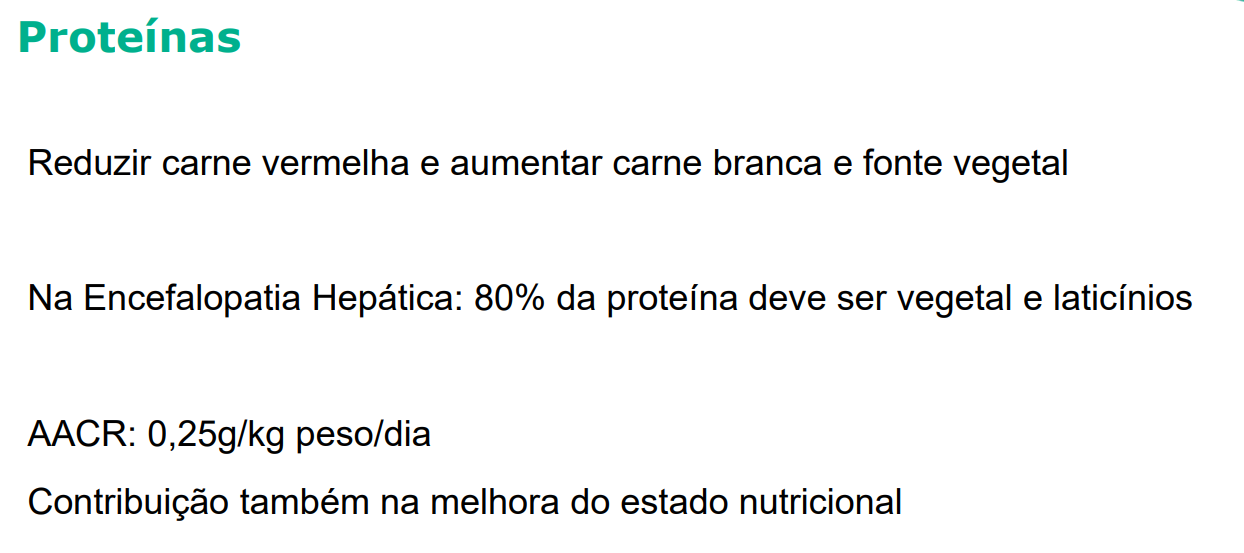 Proteínas
Reduzir carne vermelha e aumentar carne branca e fonte vegetal
Na Encefalopatia Hepática: 80% da proteína deve ser vegetal e laticínios
AACR: 0,25g/kg peso/dia
Contribuição também na melhora do estado nutricional